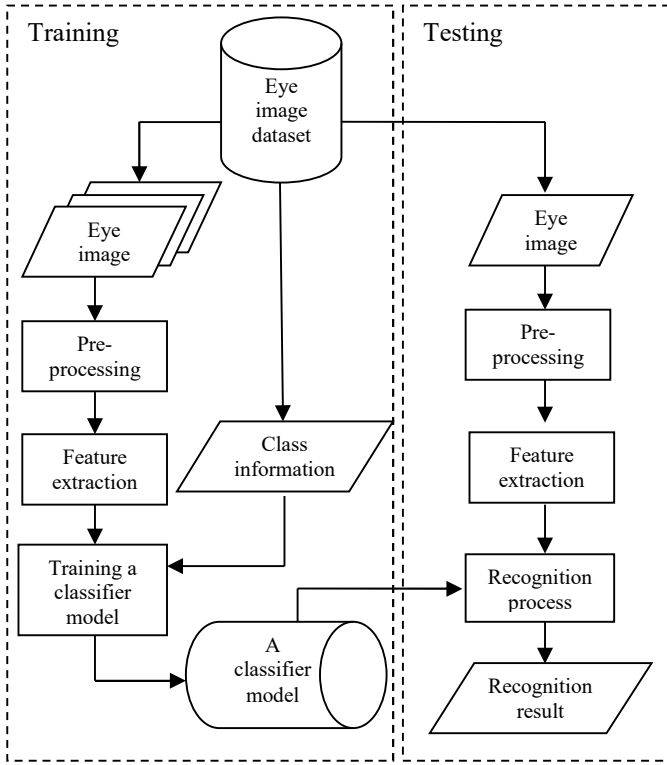 Training
Eye
image
dataset
Eye
image
Pre-
processing
Feature
extraction
Class
information
Training a
classifier
model
A
classifier
model
Testing
Eye
image
Pre-
processing
Feature
extraction
Recognition
process
Recognition
result